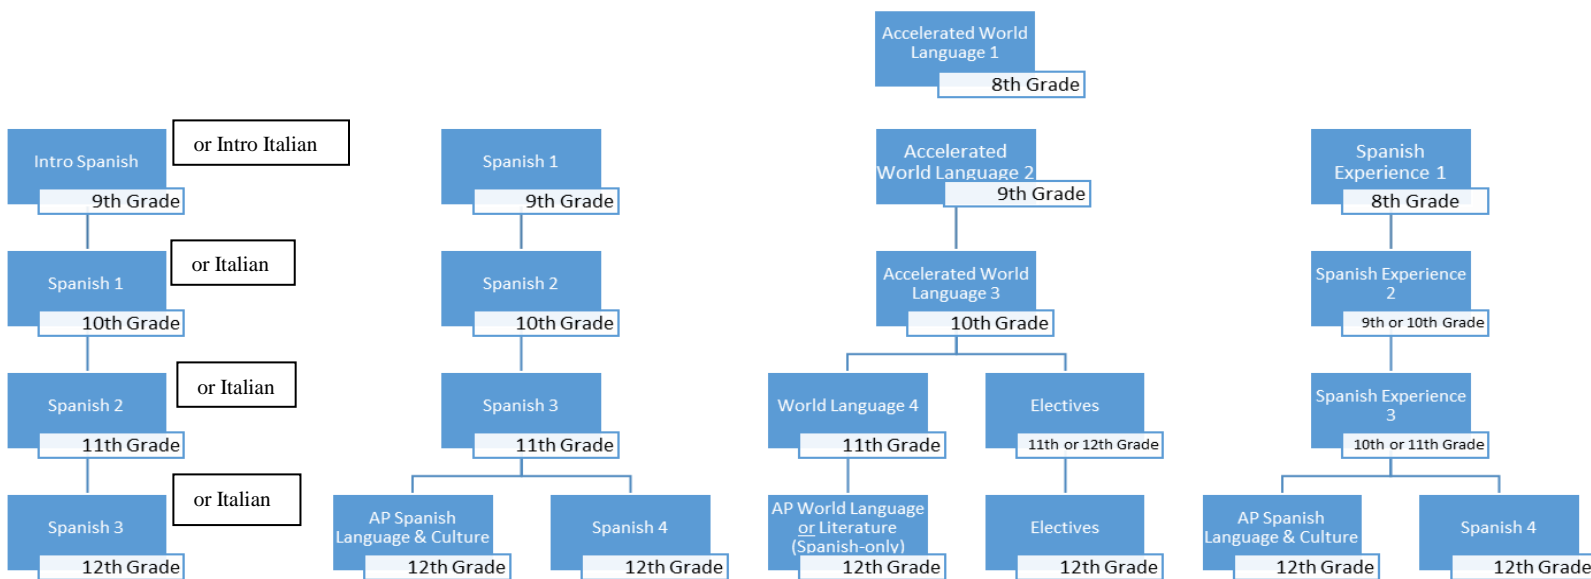 Accelerated World
Language 1
8th Grade
Intro Spanish
9th Grade
or Intro Italian
Spanish 1
10th Grade
or Italian
Spanish 2
11th Grade
or Italian
Spanish 3
12th Grade
or Italian
Spanish 1
9th Grade
Spanish 2
10th Grade
Spanish 3
11th Grade
AP Spanish
Language & Culture
12th Grade
Spanish 4
12th Grade
Accelerated
World Language 2
9th Grade
Accelerated World
Language 3
10th Grade
World Language 4
11th Grade
AP World Language
or Literature
(Spanish-only)
12th Grade
Electives
11th or 12th Grade
Electives
12th Grade
Spanish
Experience 1
8th Grade
Spanish Experience
2
9th or 10th Grade
Spanish Experience
3
10th or 11th Grade
AP Spanish
Language & Culture
12th Grade
Spanish 4
12th Grade